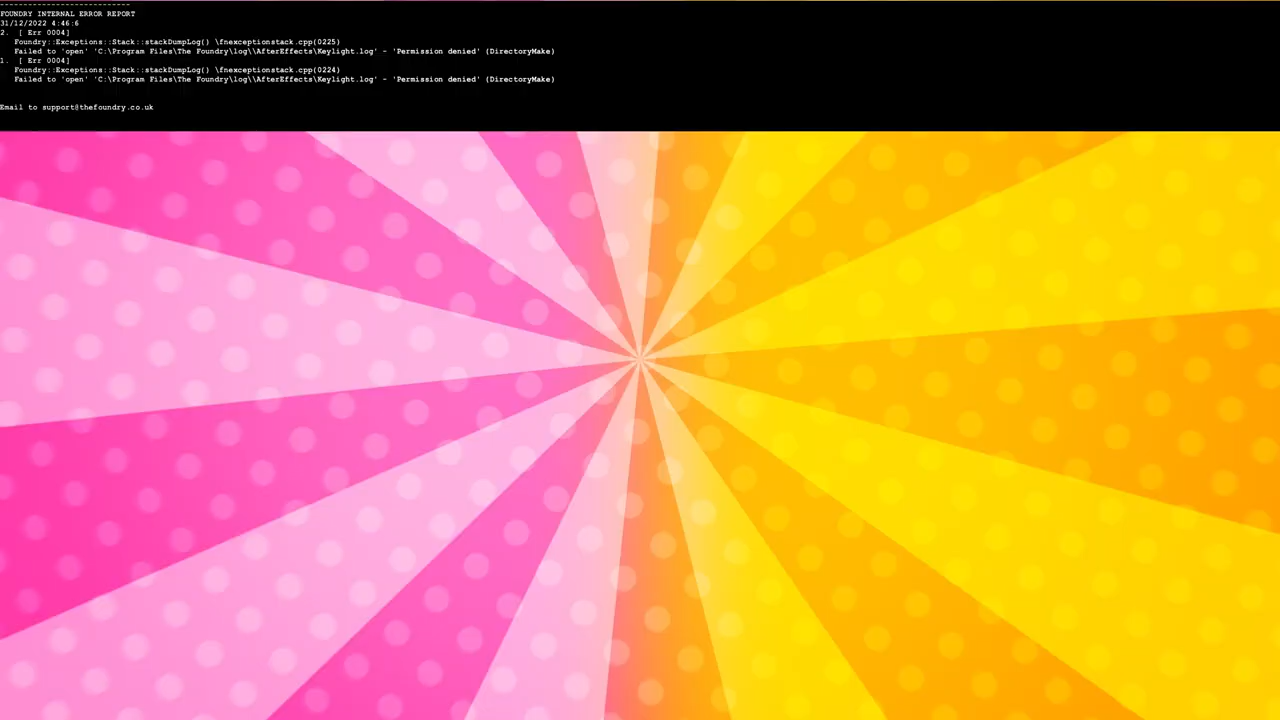 ----------------------------
FOUNDRY INTERNAL ERROR REPORT
31/12/2022 4:46:6
2. [ Err 0004]
Foundry::Exceptions::Stack::stackDumpLog() \fnexceptionstack.cpp(0225)
Failed to 'open' 'C:\Program Files\The Foundry\log\\AfterEffects\Keylight.log' - 'Permission denied' (DirectoryMake)
1. [ Err 0004]
Foundry::Exceptions::Stack::stackDumpLog() \fnexceptionstack.cpp(0224)
Failed to 'open' 'C:\Program Files\The Foundry\log\\AfterEffects\Keylight.log' - 'Permission denied' (DirectoryMake)
Email to support@thefoundry.co.uk